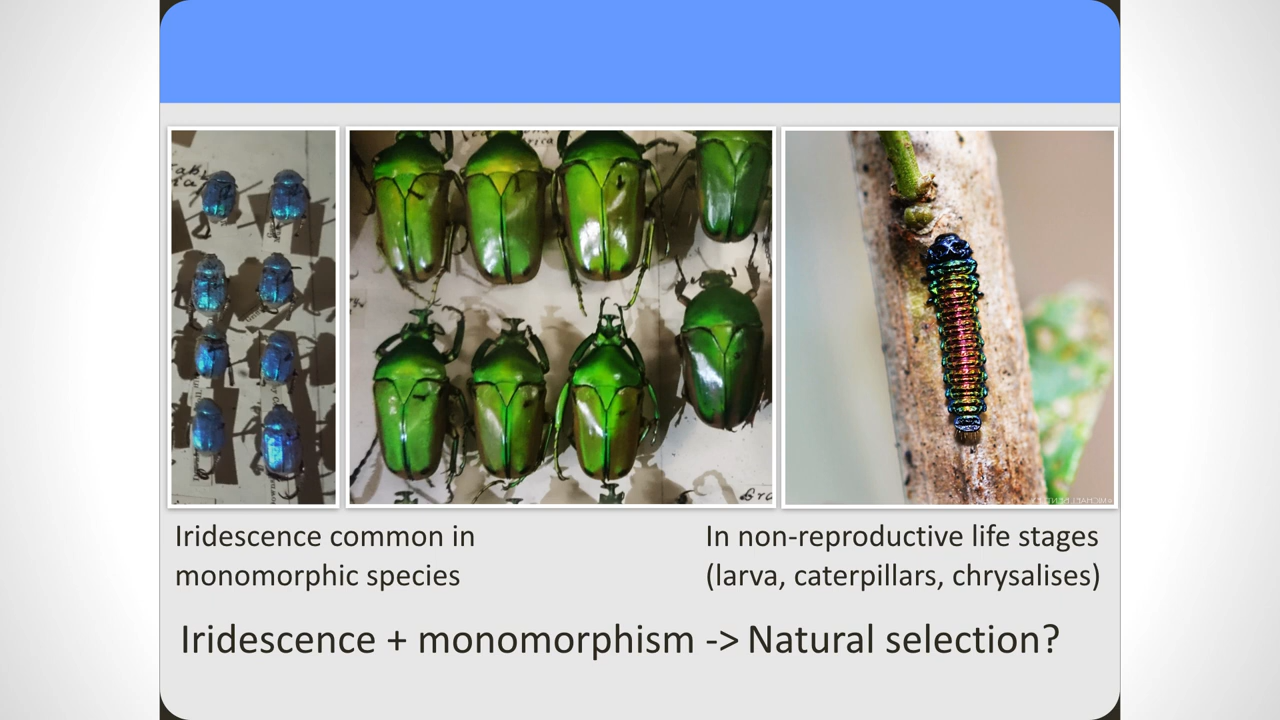 Iridescence common in
monomorphic species
In non-reproductive life stages
(larva, caterpillars, chrysalises)
Iridescence + monomorphism -> Natural selection?